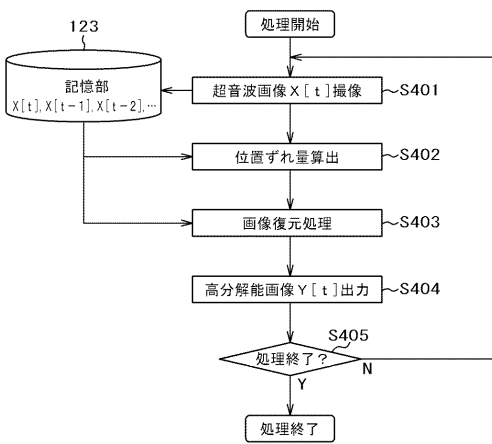 123
処理開始
記憶部
X[t],X[t-1],X[t-2],…
超音波画像X[t]撮像
S401
位置ずれ量算出
S402
画像復元処理
S403
高分解能画像Y[t]出力
S404
S405
処理終了？
N
Y
処理終了